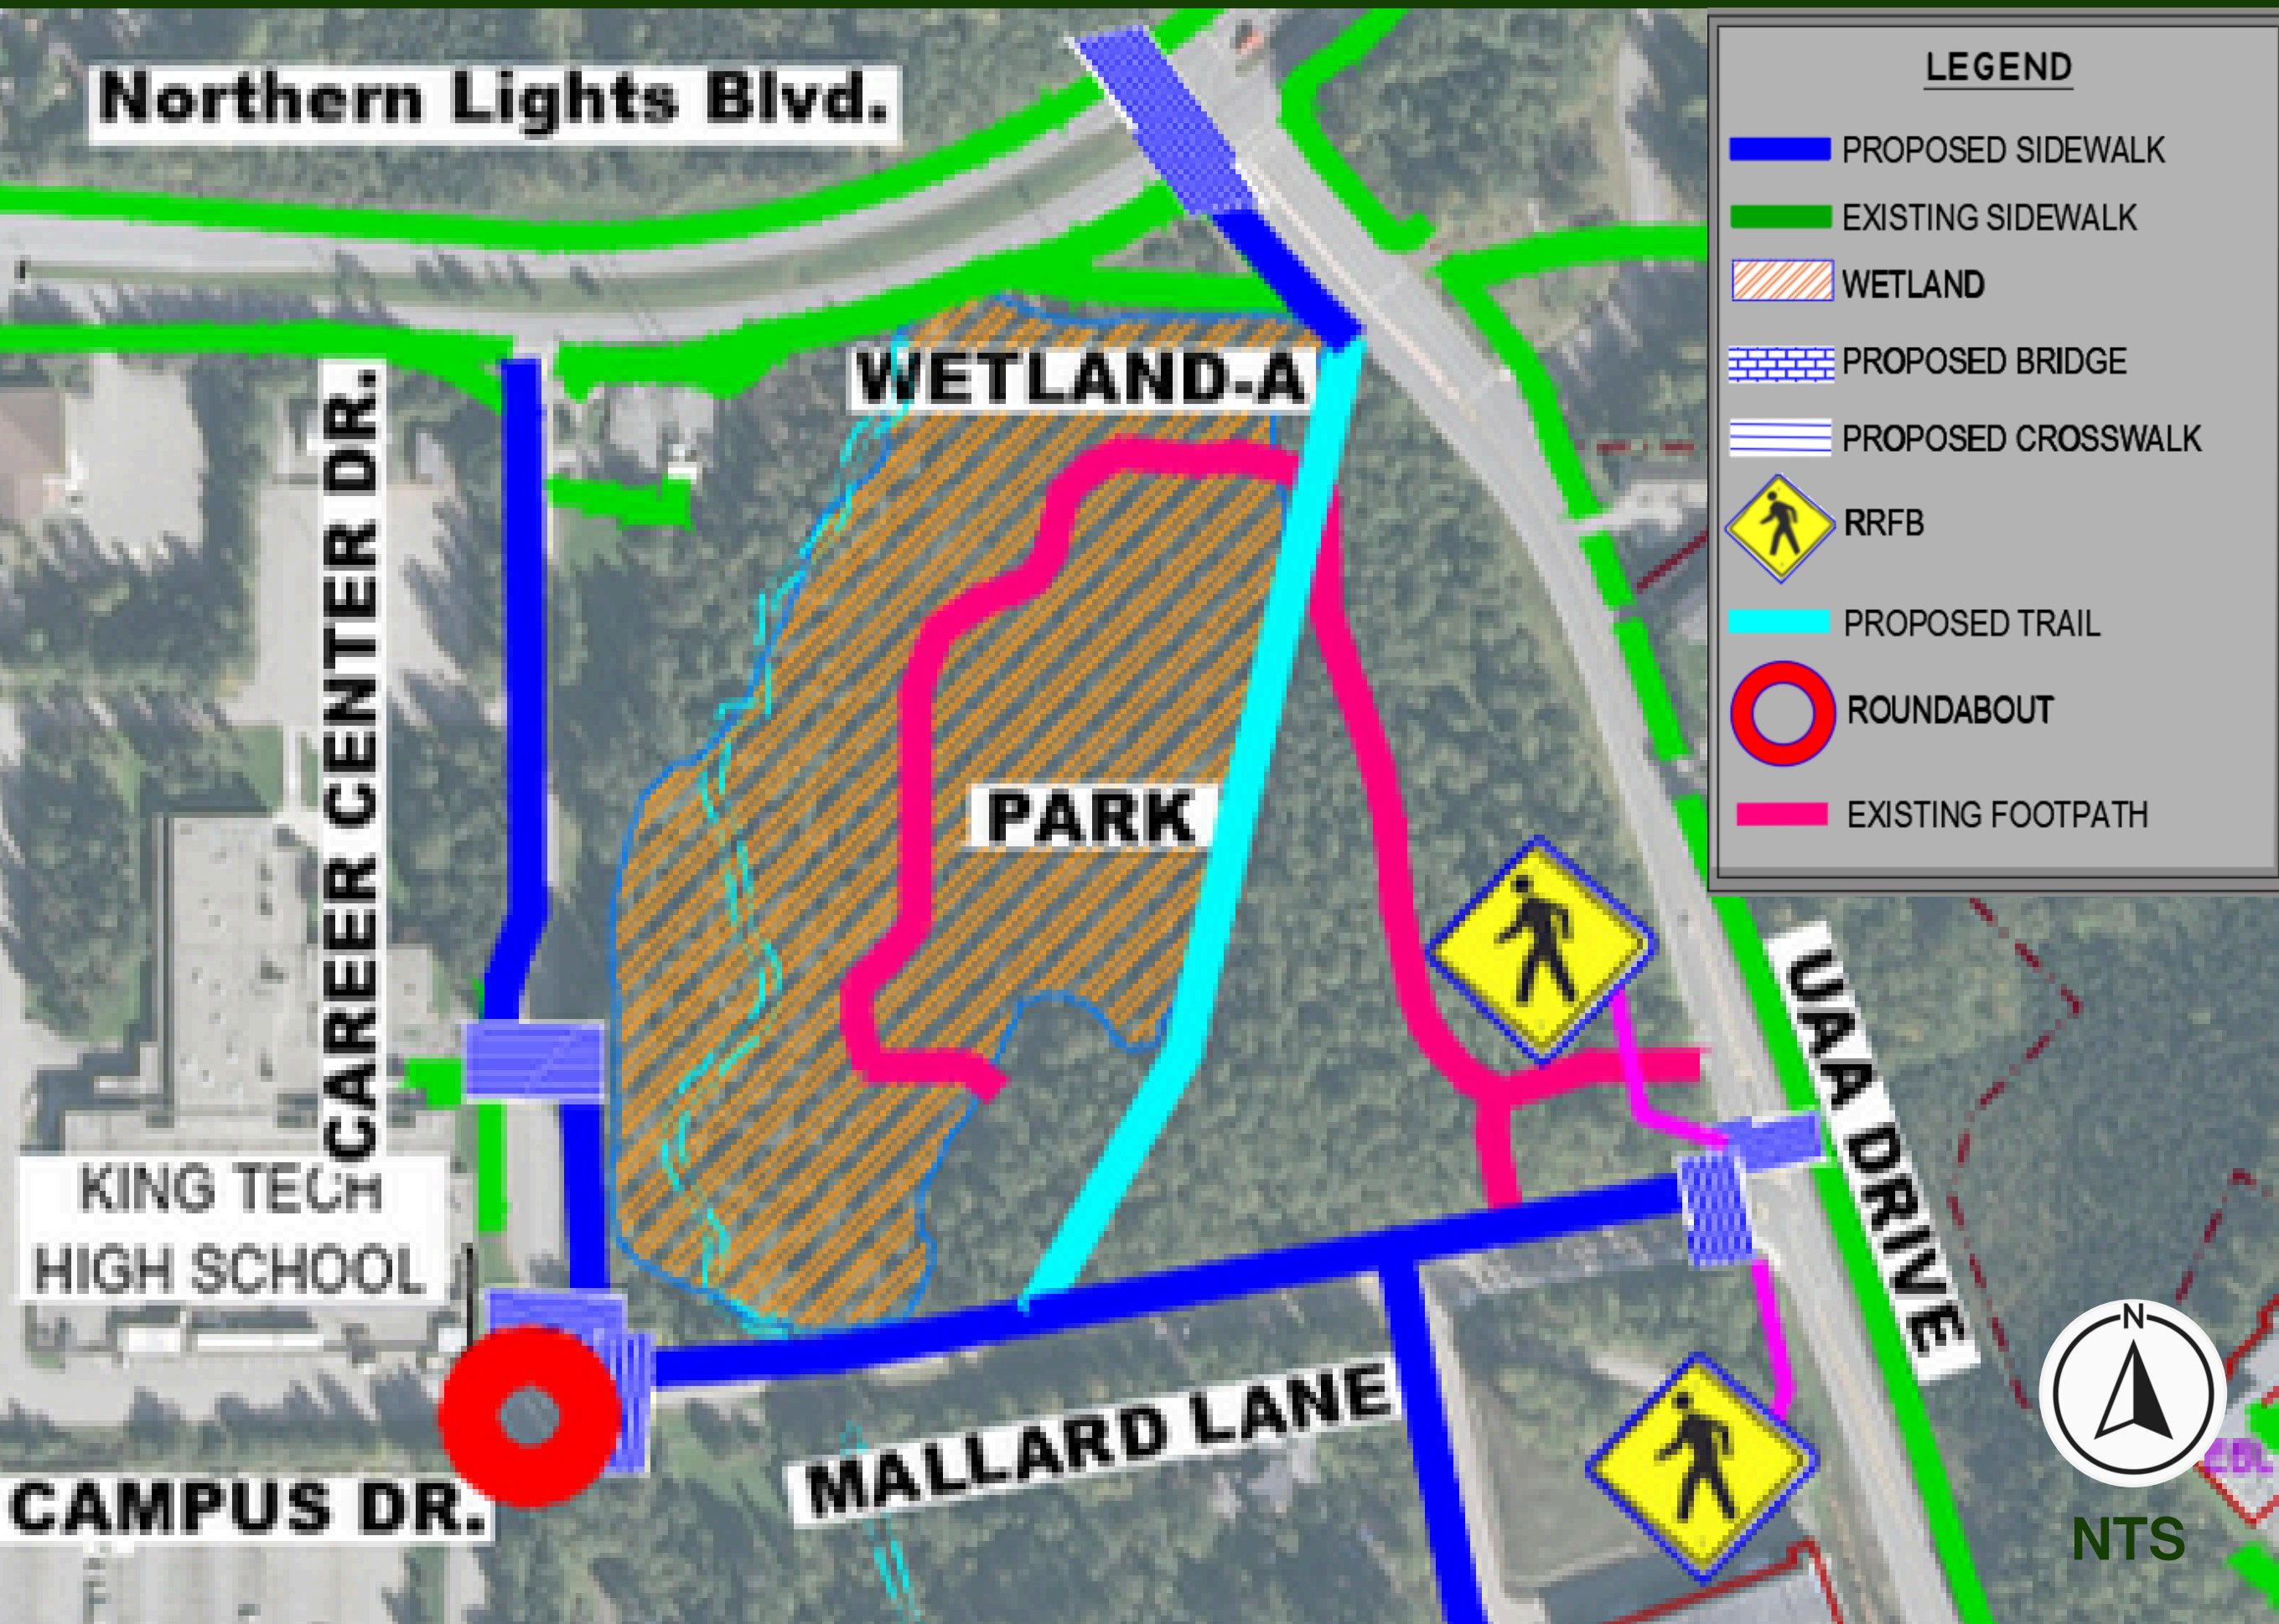 Northern Lights Blvd.
LEGEND
PROPOSED SIDEWALK
EXISTING SIDEWALK
WETLAND
PROPOSED BRIDGE
PROPOSED CROSSWALK
RRFB
PROPOSED TRAIL
ROUNDABOUT
EXISTING FOOTPATH
WETLAND-A
CAREER CENTER DR.
PARK
UAA DRIVE
KING TECH
HIGH SCHOOL
MALLARD LANE
CAMPUS DR.
N
NTS